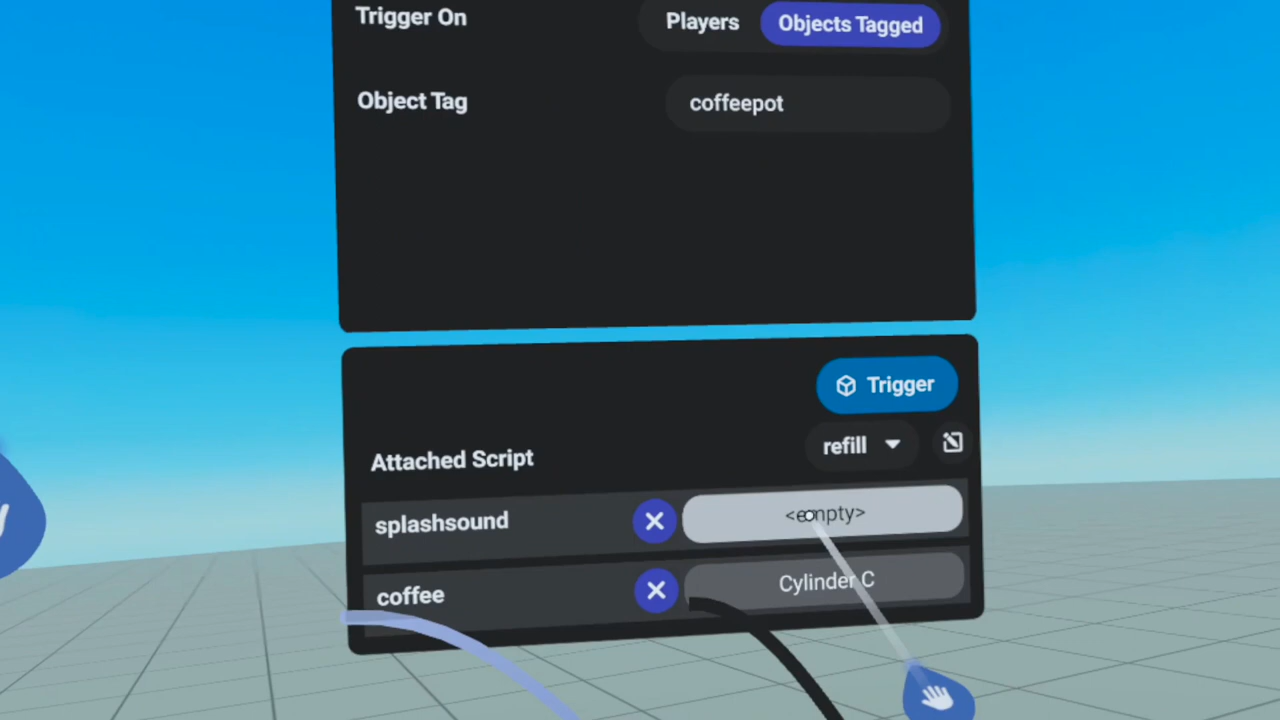 Trigger On
Players
Objects Tagged
Object Tag
coffeepot
Trigger
Attached Script
refill
splashsound
<empty>
coffee
Cylinder C